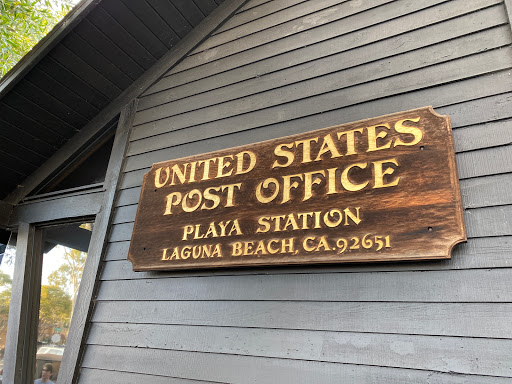 UNITED STATES
POST OFFICE
PLAYA STATION
LAGUNA BEACH, CA. 92651